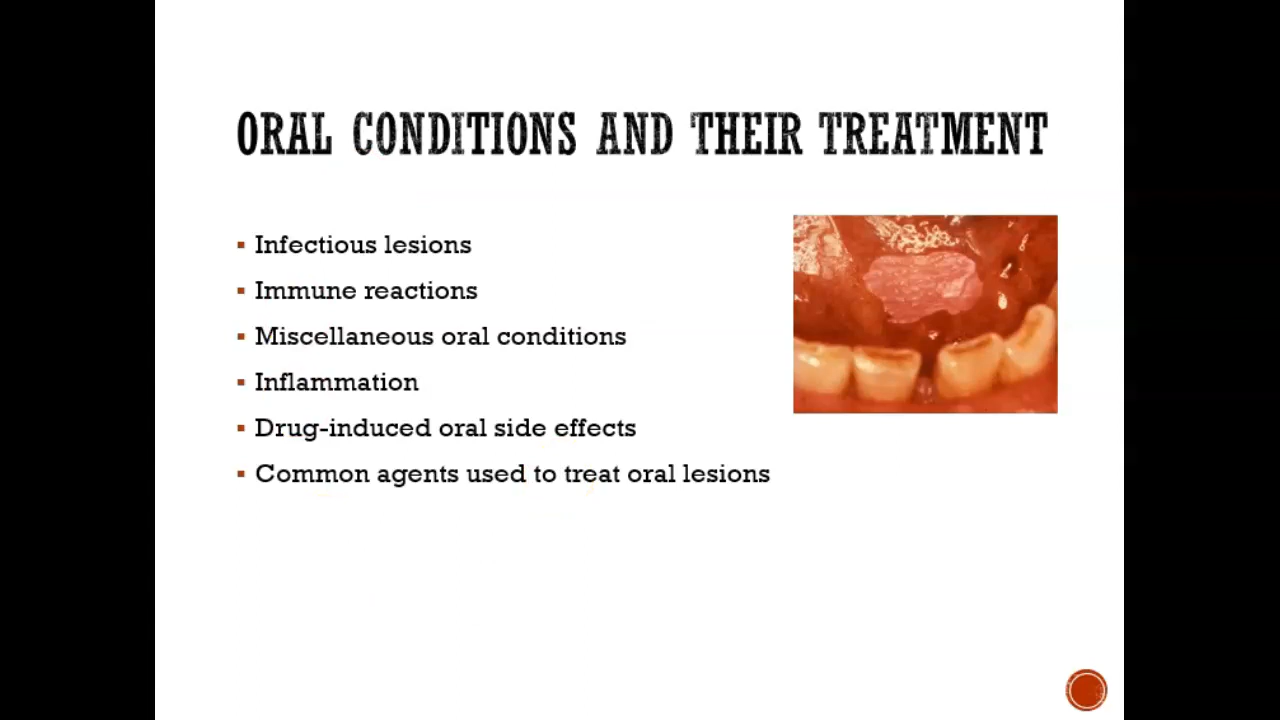 ORAL CONDITIONS AND THEIR TREATMENT
▪ Infectious lesions
▪ Immune reactions
▪ Miscellaneous oral conditions
▪ Inflammation
▪ Drug-induced oral side effects
▪ Common agents used to treat oral lesions